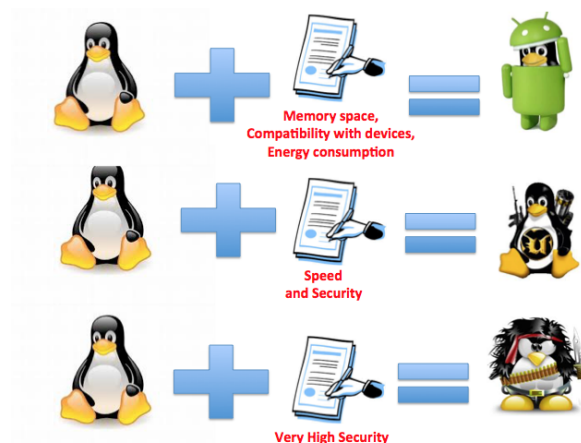 Memory space,
Compatibility with devices,
Energy consumption
Speed
and Security
Very High Security